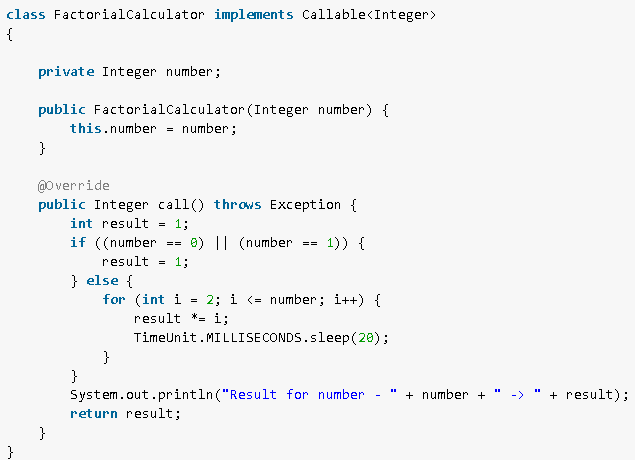 class FactorialCalculator implements Callable<Integer>
{
private Integer number;
public FactorialCalculator(Integer number) {
this.number = number;
}
@Override
public Integer call() throws Exception {
int result = 1;
if ((number == 0) || (number == 1)) {
result = 1;
} else {
for (int i = 2; i <= number; i++) {
result *= i;
TimeUnit.MILLISECONDS.sleep(20);
}
}
System.out.println("Result for number - " + number + " -> " + result);
return result;
}
}